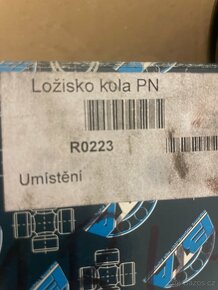 Ložisko kola PN
R0223
Umístění